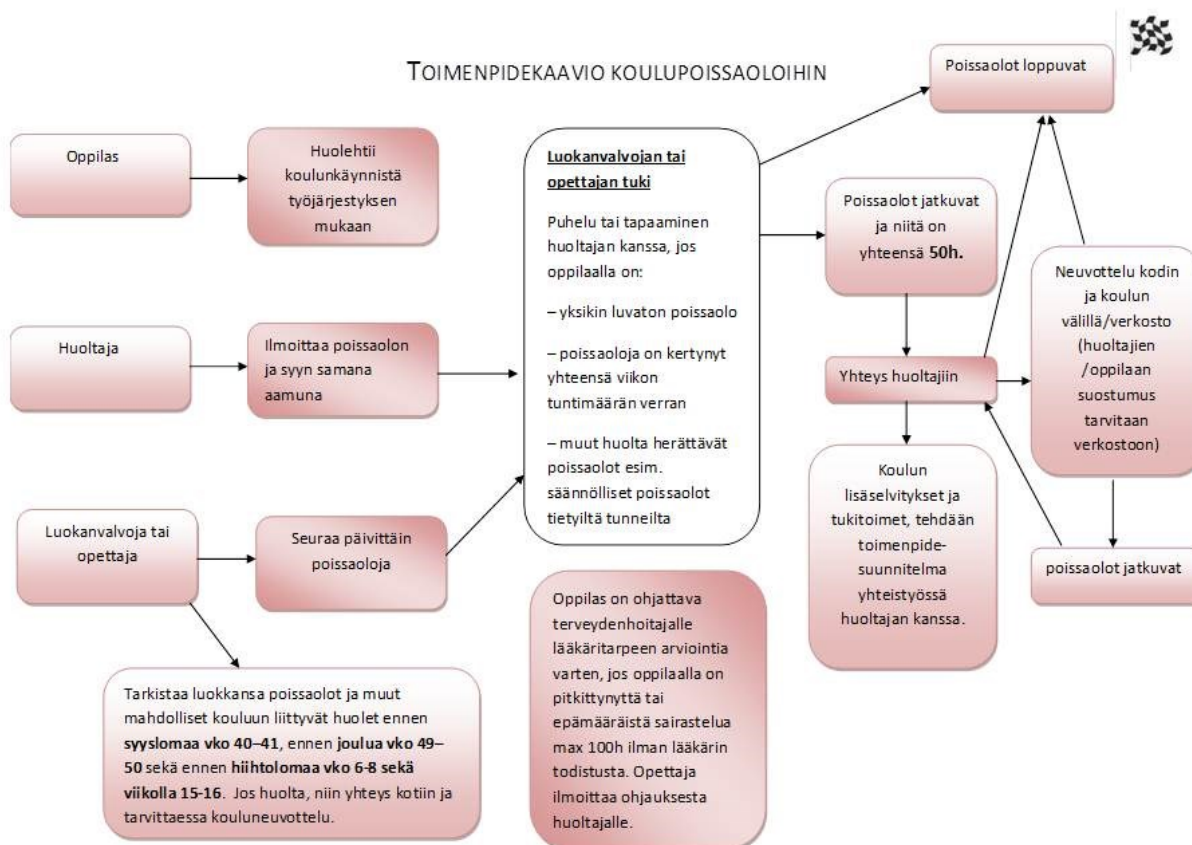 TOIMENPIDEKAAVIO KOULUPOISSAOLOIHIN
Poissaolot loppuvat
Oppilas
Huolehtii
koulunkäynnistä
työjärjestyksen
mukaan
Huoltaja
Ilmoittaa poissaolon
ja syyn samana
aamuna
Luokanvalvoja tai
opettaja
Seuraa päivittäin
poissaoloja
Tarkistaa luokkansa poissaolot ja muut
mahdolliset kouluun liittyvät huolet ennen
syyslomaa vko 40–41, ennen joulua vko 49–
50 sekä ennen hiihtolomaa vko 6-8 sekä
viikolla 15-16. Jos huolta, niin yhteys kotiin ja
tarvittaessa kouluneuvottelu.
Luokanvalvojan tai
opettajan tuki
Puhelu tai tapaaminen
huoltajan kanssa, jos
oppilaalla on:
– yksikin luvaton poissaolo
– poissaoloja on kertynyt
yhteensä viikon
tuntimäärän verran
– muut huolta herättävät
poissaolot esim.
säännölliset poissaolot
tietyiltä tunneilta
Oppilas on ohjattava
terveydenhoitajalle
lääkäritarpeen arviointia
varten, jos oppilaalla on
pitkittynyttä tai
epämääräistä sairastelua
max 100h ilman lääkärin
todistusta. Opettaja
ilmoittaa ohjauksesta
huoltajalle.
Poissaolot jatkuvat
ja niitä on
yhteensä 50h.
Yhteys huoltajiin
Koulun
lisäselvitykset ja
tukitoimet, tehdään
toimenpide-
suunnitelma
yhteistyössä
huoltajan kanssa.
Neuvottelu kodin
ja koulun
välillä/verkosto
(huoltajien
/oppilaan
suostumus
tarvitaan
verkostoon)
poissaolot jatkuvat